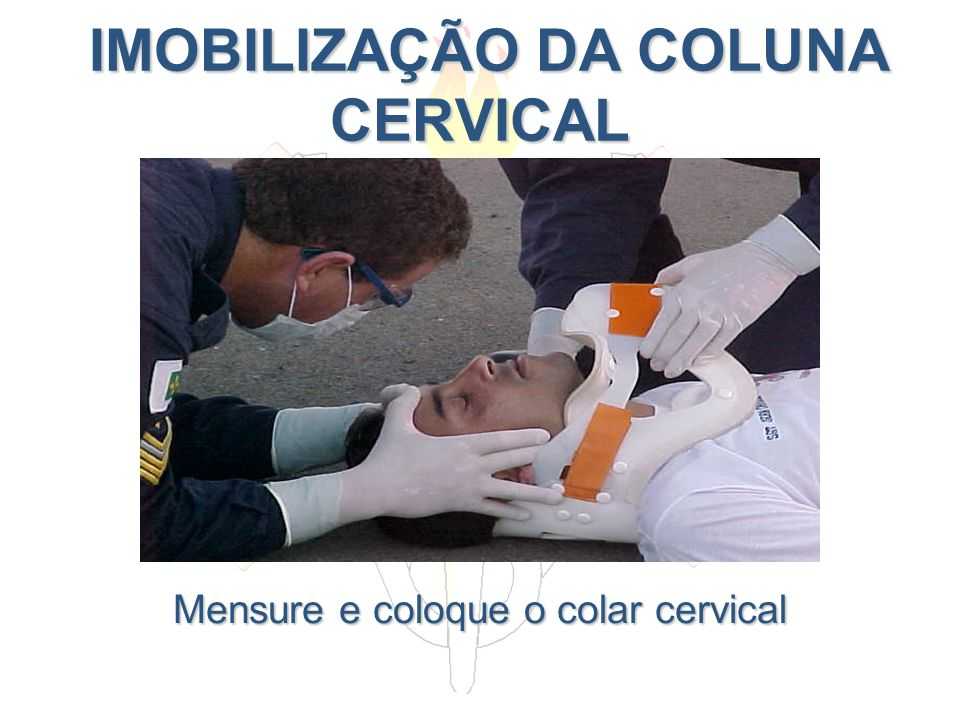 IMOBILIZAÇÃO DA COLUNA
CERVICAL
Mensure e coloque o colar cervical